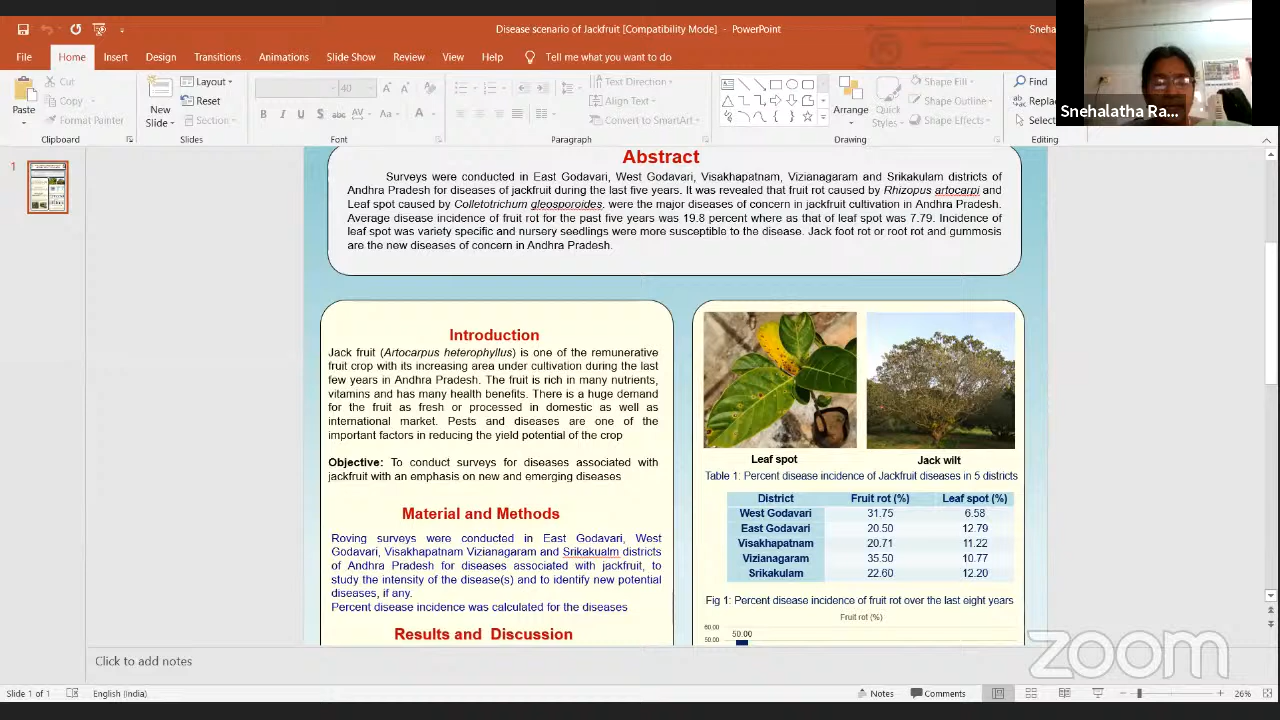 Disease scenario of Jackfruit [Compatibility Mode] - PowerPoint
Sneha
File Home Insert Design Transitions Animations Slide Show Review View Help Tell me what you want to do
Paste
Cut
Copy
Format Painter
Clipboard
New
Slide
Layout
Reset
Section
40
Font
Text Direction
Align Text
Convert to SmartArt
Paragraph
Arrange
Quick
Styles
Shape Fill
Shape Outline
Shape Effects
Drawing
Find
Replac
Select
Editing
Snehalatha Ra...
1
Abstract
Surveys were conducted in East Godavari, West Godavari, Visakhapatnam, Vizianagaram and Srikakulam districts of
Andhra Pradesh for diseases of jackfruit during the last five years. It was revealed that fruit rot caused by Rhizopus artocarpi and
Leaf spot caused by Colletotrichum gleosporoides, were the major diseases of concern in jackfruit cultivation in Andhra Pradesh.
Average disease incidence of fruit rot for the past five years was 19.8 percent where as that of leaf spot was 7.79. Incidence of
leaf spot was variety specific and nursery seedlings were more susceptible to the disease. Jack foot rot or root rot and gummosis
are the new diseases of concern in Andhra Pradesh.
Introduction
Jack fruit (Artocarpus heterophyllus) is one of the remunerative
fruit crop with its increasing area under cultivation during the last
few years in Andhra Pradesh. The fruit is rich in many nutrients,
vitamins and has many health benefits. There is a huge demand
for the fruit as fresh or processed in domestic as well as
international market. Pests and diseases are one of the
important factors in reducing the yield potential of the crop
Objective: To conduct surveys for diseases associated with
jackfruit with an emphasis on new and emerging diseases
Material and Methods
Roving surveys were conducted in East Godavari, West
Godavari, Visakhapatnam Vizianagaram and Srikakualm districts
of Andhra Pradesh for diseases associated with jackfruit, to
study the intensity of the disease(s) and to identify new potential
diseases, if any.
Percent disease incidence was calculated for the diseases
Results and Discussion
Leaf spot Jack wilt
Table 1: Percent disease incidence of Jackfruit diseases in 5 districts
District Fruit rot (%) Leaf spot (%)
West Godavari 31.75 6.58
East Godavari 20.50 12.79
Visakhapatnam 20.71 11.22
Vizianagaram 35.50 10.77
Srikakulam 22.60 12.20
Fig 1: Percent disease incidence of fruit rot over the last eight years
Fruit rot (%)
60.00
50.00 50.00
zoom
Click to add notes
Slide 1 of 1 English (India) Notes Comments 26%